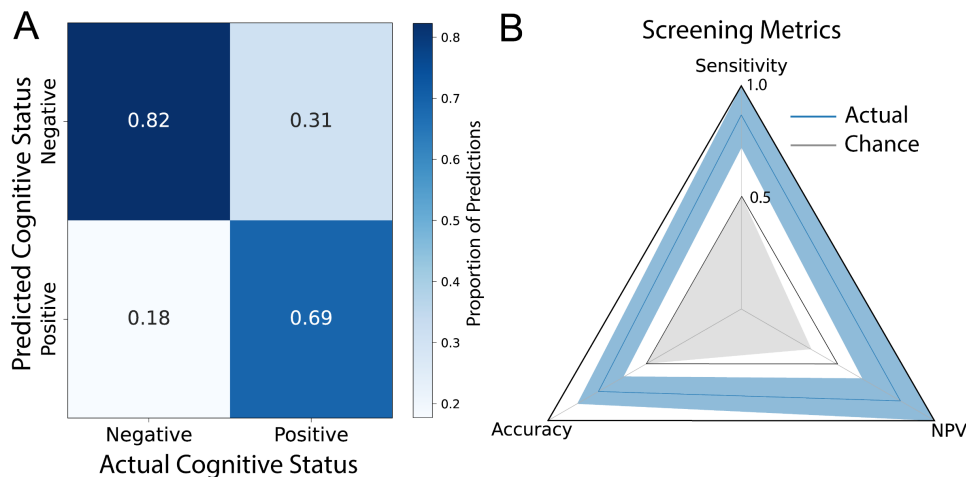 A
Predicted Cognitive Status
Negative
Positive
0.82
0.31
0.18
0.69
Negative
Positive
Actual Cognitive Status
0.8
0.7
0.6
0.5
0.4
0.3
0.2
Proportion of Predictions
B
Screening Metrics
Sensitivity
1.0
Actual
Chance
0.5
Accuracy
NPV